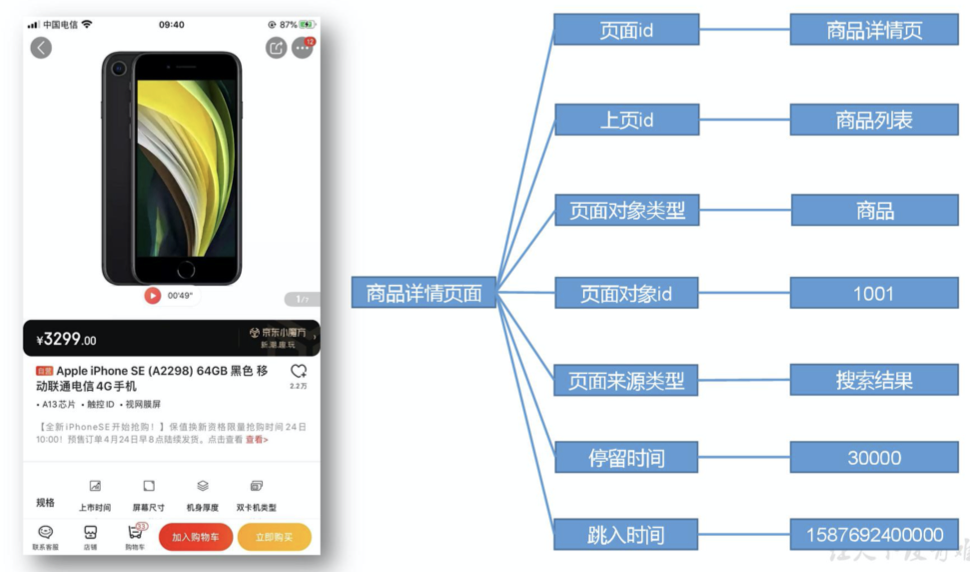 中国电信
09:40
87%
12
00'49"
1/7
¥3299.00
京东小魔方
新潮座玩
自营 Apple iPhone SE (A2298) 64GB 黑色 移
动联通电信4G手机
2.2万
• A13芯片 • 触控ID • 视网膜屏
【全新iPhoneSE开始抢购！】保值换新资格限量抢购时间24日
10:00！预售订单4月24日早8点陆续发货。点击查看 查看>
规格
上市时间
屏幕尺寸
机身厚度
双卡机类型
联系客服
店铺
购物车
33
加入购物车
立即购买
商品详情页面
页面id
商品详情页
上页id
商品列表
页面对象类型
商品
页面对象id
1001
页面来源类型
搜索结果
停留时间
30000
跳入时间
1587692400000